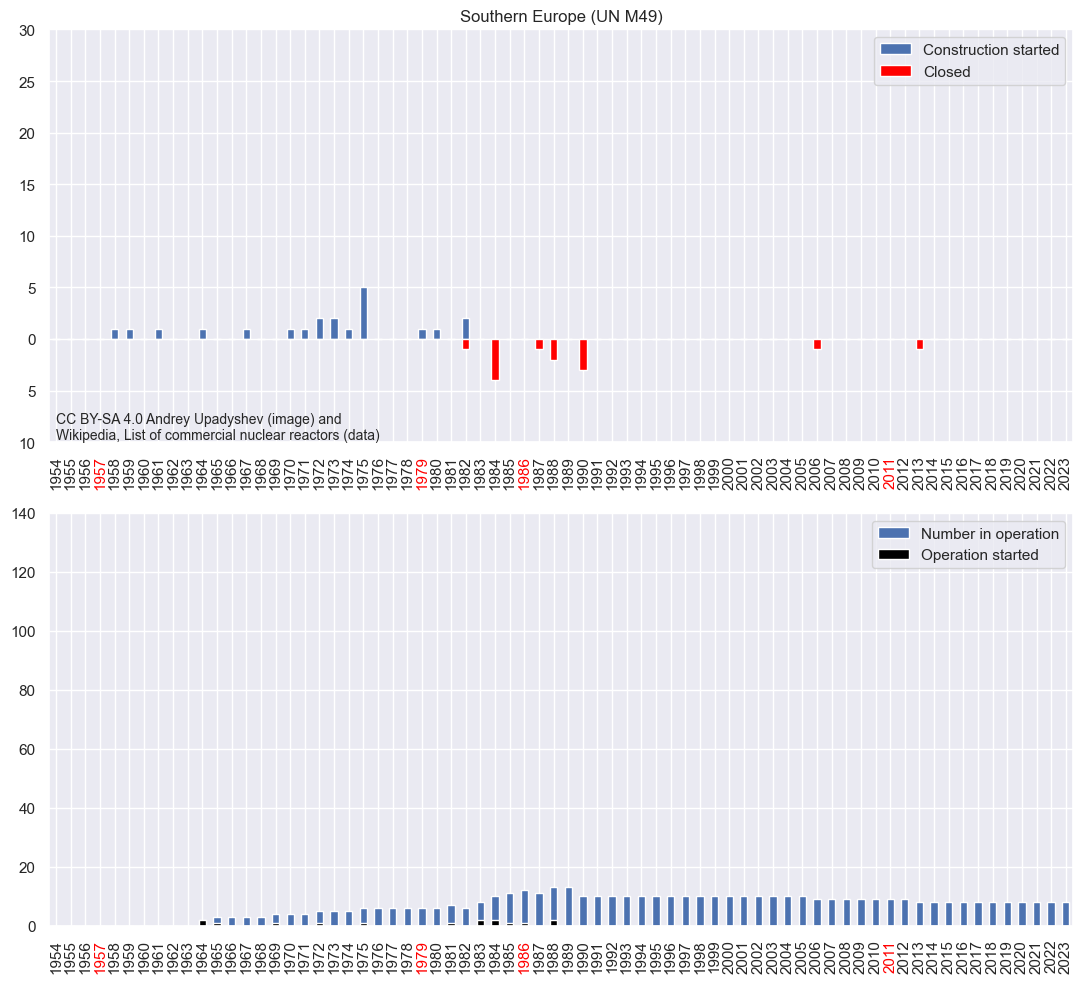 Southern Europe (UN M49)
30
25
20
15
10
5
0
5
10
Construction started
Closed
CC BY-SA 4.0 Andrey Upadyshev (image) and
Wikipedia, List of commercial nuclear reactors (data)
1954 1955 1956 1957 1958 1959 1960 1961 1962 1963 1964 1965 1966 1967 1968 1969 1970 1971 1972 1973 1974 1975 1976 1977 1978 1979 1980 1981 1982 1983 1984 1985 1986 1987 1988 1989 1990 1991 1992 1993 1994 1995 1996 1997 1998 1999 2000 2001 2002 2003 2004 2005 2006 2007 2008 2009 2010 2011 2012 2013 2014 2015 2016 2017 2018 2019 2020 2021 2022 2023
140
120
100
80
60
40
20
0
Number in operation
Operation started
1954 1955 1956 1957 1958 1959 1960 1961 1962 1963 1964 1965 1966 1967 1968 1969 1970 1971 1972 1973 1974 1975 1976 1977 1978 1979 1980 1981 1982 1983 1984 1985 1986 1987 1988 1989 1990 1991 1992 1993 1994 1995 1996 1997 1998 1999 2000 2001 2002 2003 2004 2005 2006 2007 2008 2009 2010 2011 2012 2013 2014 2015 2016 2017 2018 2019 2020 2021 2022 2023